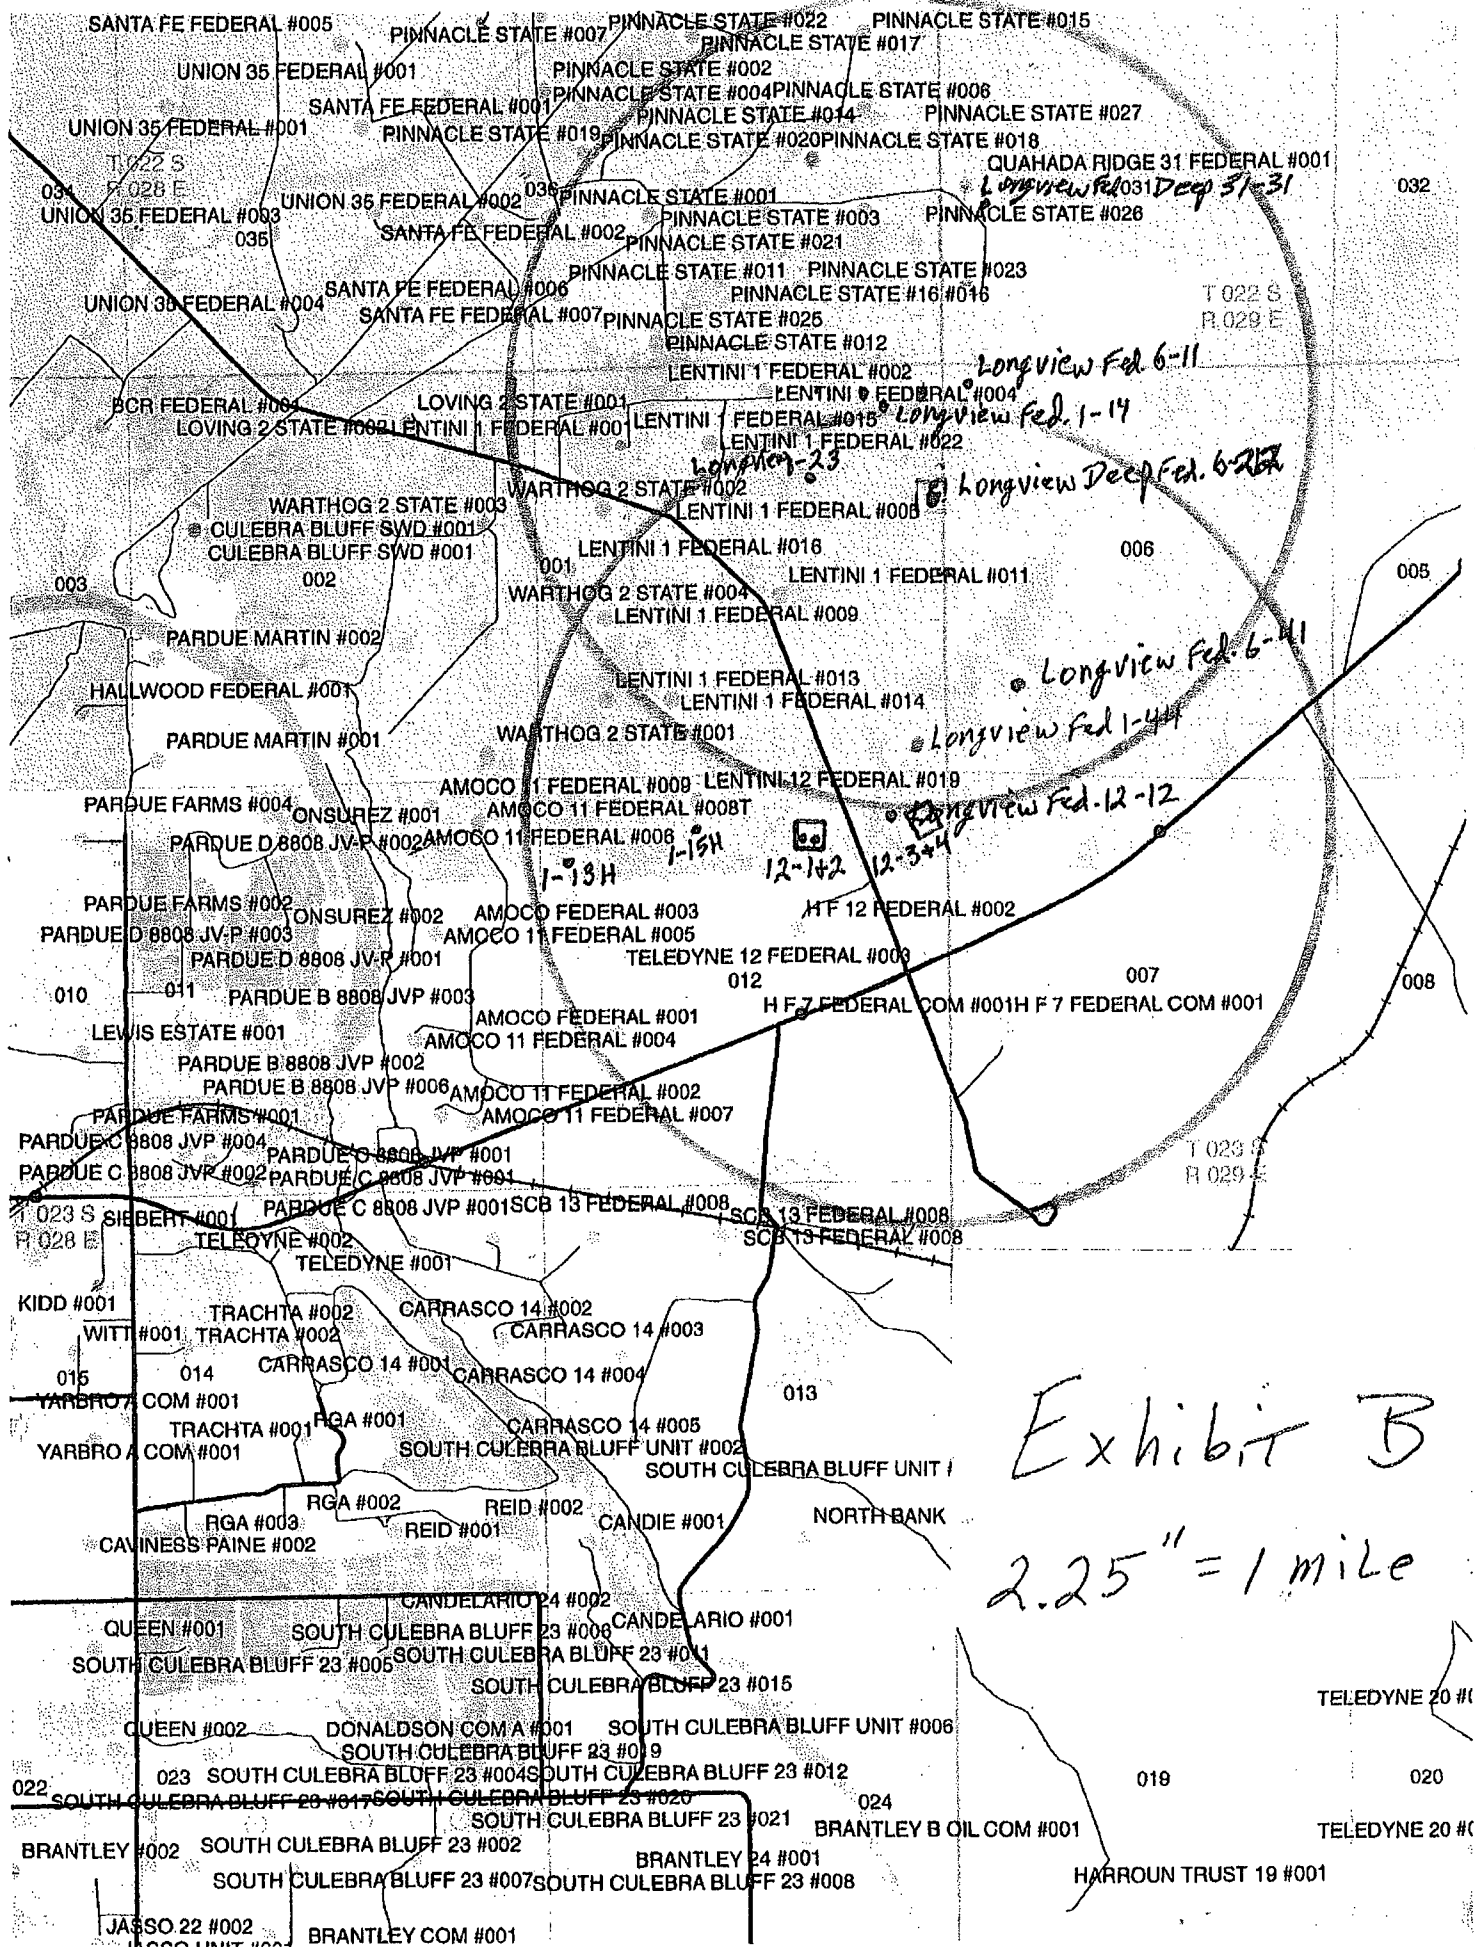 SANTA FE FEDERAL #005
PINNACLE STATE #007
PINNACLE STATE #022
PINNACLE STATE #015
PINNACLE STATE #017
UNION 35 FEDERAL #001
PINNACLE STATE #002
PINNACLE STATE #004
PINNACLE STATE #006
SANTA FE FEDERAL #001
PINNACLE STATE #014
PINNACLE STATE #027
UNION 35 FEDERAL #001
PINNACLE STATE #019
PINNACLE STATE #020
PINNACLE STATE #018
T 022 S
R 028 E
QUAHADA RIDGE 31 FEDERAL #001
034
036
Longview Fed 031 Deep 31-31
032
UNION 35 FEDERAL #002
PINNACLE STATE #001
UNION 35 FEDERAL #003
PINNACLE STATE #003
PINNACLE STATE #026
035
SANTA FE FEDERAL #002
PINNACLE STATE #021
PINNACLE STATE #011
PINNACLE STATE #023
SANTA FE FEDERAL #006
PINNACLE STATE #16 #016
T 022 S
R 029 E
UNION 35 FEDERAL #004
SANTA FE FEDERAL #007
PINNACLE STATE #025
PINNACLE STATE #012
Longview Fed. 6-11
LENTINI 1 FEDERAL #002
LENTINI FEDERAL #004
BCR FEDERAL #001
LOVING 2 STATE #001
LENTINI 1 FEDERAL #015
Longview Fed. 1-14
LOVING 2 STATE #002
LENTINI 1 FEDERAL #001
LENTINI 1 FEDERAL #022
Longview-23
Longview Deep Fed.
WARTHOG 2 STATE #002
WARTHOG 2 STATE #003
LENTINI 1 FEDERAL #005
CULEBRA BLUFF SWD #001
CULEBRA BLUFF SWD #001
LENTINI 1 FEDERAL #016
006
003
002
001
LENTINI 1 FEDERAL #011
005
WARTHOG 2 STATE #004
LENTINI 1 FEDERAL #009
PARDUE MARTIN #002
Longview Fed. 6-41
HALLWOOD FEDERAL #001
LENTINI 1 FEDERAL #013
LENTINI 1 FEDERAL #014
PARDUE MARTIN #001
WARTHOG 2 STATE #001
Longview Fed 1-44
AMOCO 1 FEDERAL #009
LENTINI 12 FEDERAL #019
PARDUE FARMS #004
ONSUREZ #001
AMOCO 11 FEDERAL #008T
Longview Fed. 12-12
PARDUE D 8808 JV-P #002
AMOCO 11 FEDERAL #006
1-13H
1-15H
12-1+2
12-3+4
PARDUE FARMS #002
ONSUREZ #002
AMOCO FEDERAL #003
H F 12 FEDERAL #002
PARDUE D 8808 JV-P #003
AMOCO 11 FEDERAL #005
PARDUE D 8808 JV-P #001
TELEDYNE 12 FEDERAL #003
010
011
012
007
008
PARDUE B 8808 JVP #003
H F 7 FEDERAL COM #001
H F 7 FEDERAL COM #001
LEWIS ESTATE #001
AMOCO FEDERAL #001
AMOCO 11 FEDERAL #004
PARDUE B 8808 JVP #002
PARDUE B 8808 JVP #006
AMOCO 11 FEDERAL #002
PARDUE FARMS #001
AMOCO 11 FEDERAL #007
PARDUE C 8808 JVP #004
PARDUE C 8808 JVP #001
T 023 S
R 029 E
PARDUE C 8808 JVP #002
PARDUE C 8808 JVP #001
PARDUE C 8808 JVP #001
SCB 13 FEDERAL #008
SCB 13 FEDERAL #008
T 023 S
R 028 E
SIEBERT #001
TELEDYNE #002
SCB 13 FEDERAL #008
TELEDYNE #001
KIDD #001
TRACHTA #002
CARRASCO 14 #002
WITT #001
TRACHTA #002
CARRASCO 14 #003
015
014
CARRASCO 14 #001
CARRASCO 14 #004
013
YARBRO A COM #001
TRACHTA #001
RGA #001
CARRASCO 14 #005
YARBRO A COM #001
SOUTH CULEBRA BLUFF UNIT #002
SOUTH CULEBRA BLUFF UNIT
Exhibit B
RGA #002
REID #002
RGA #003
REID #001
CANDIE #001
NORTH BANK
CAVINESS PAINE #002
2.25" = 1 mile
CANDELARIO 24 #002
QUEEN #001
SOUTH CULEBRA BLUFF 23 #006
CANDELARIO #001
SOUTH CULEBRA BLUFF 23 #005
SOUTH CULEBRA BLUFF 23 #011
SOUTH CULEBRA BLUFF 23 #015
TELEDYNE 20 #0
QUEEN #002
DONALDSON COM A #001
SOUTH CULEBRA BLUFF UNIT #006
SOUTH CULEBRA BLUFF 23 #019
022
023
SOUTH CULEBRA BLUFF 23 #004
SOUTH CULEBRA BLUFF 23 #012
019
020
SOUTH CULEBRA BLUFF 23 #017
SOUTH CULEBRA BLUFF 23 #020
024
SOUTH CULEBRA BLUFF 23 #021
BRANTLEY B OIL COM #001
TELEDYNE 20 #0
BRANTLEY #002
SOUTH CULEBRA BLUFF 23 #002
BRANTLEY 24 #001
SOUTH CULEBRA BLUFF 23 #007
SOUTH CULEBRA BLUFF 23 #008
HARROUN TRUST 19 #001
JASSO 22 #002
BRANTLEY COM #001